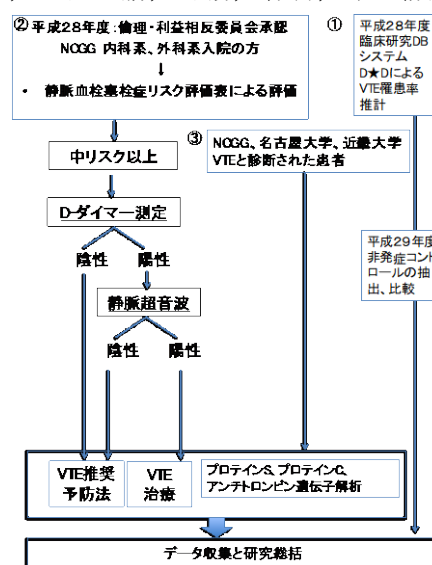 ② 平成28年度:倫理・利益相反委員会承認
NCGG 内科系、外科系入院の方
↓
・ 静脈血栓塞栓症リスク評価表による評価
①
平成28年度
臨床研究DB
システム
D★Dによる
VTE罹患率
推計
中リスク以上
③
NCGG、名古屋大学、近畿大学
VTEと診断された患者
D-ダイマー測定
陰性 陽性
静脈超音波
陰性 陽性
平成29年度
非発症コント
ロールの抽
出、比較
VTE推奨
予防法
VTE
治療
プロテインS、プロテインC、
アンチトロンビン遺伝子解析
データ収集と研究総括